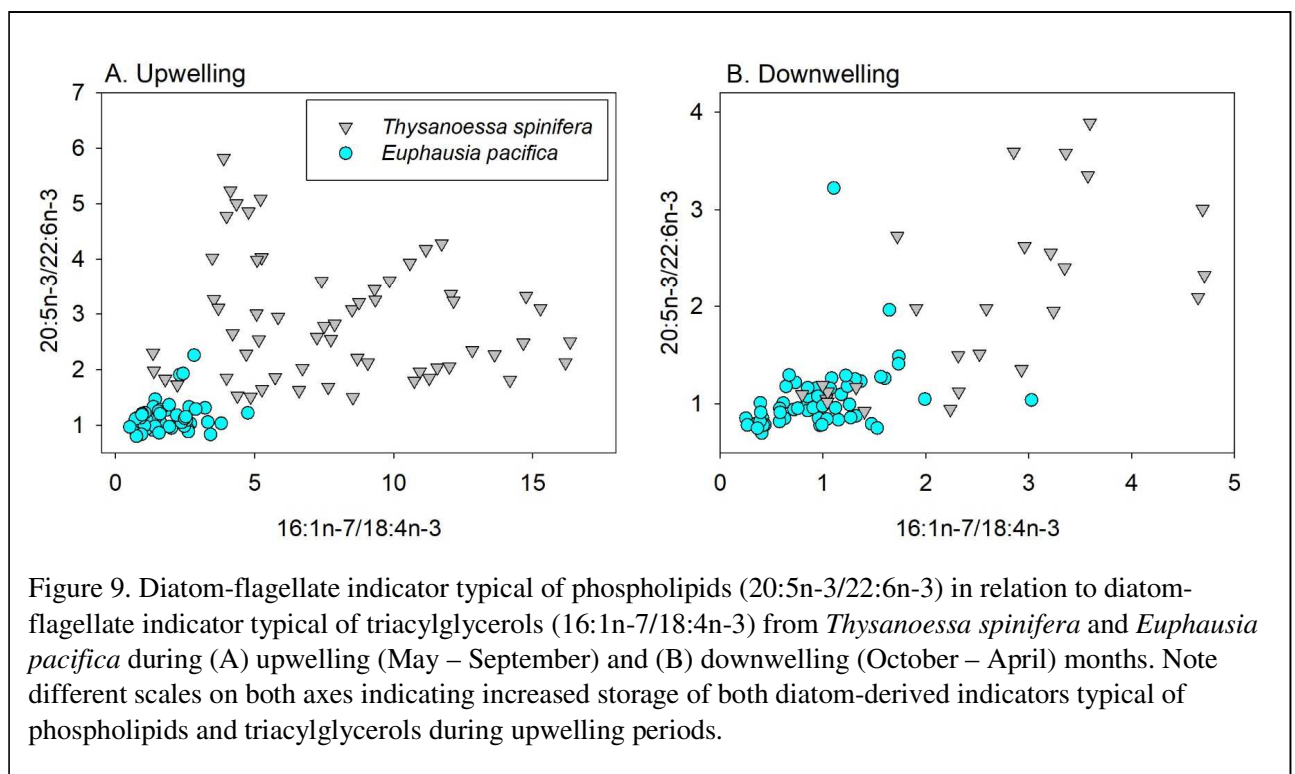 A. Upwelling
7
6
5
4
3
2
1
20:5n-3/22:6n-3
Thysanoessa spinifera
Euphausia pacifica
0
5
10
15
16:1n-7/18:4n-3
B. Downwelling
4
3
2
1
20:5n-3/22:6n-3
0
1
2
3
4
5
16:1n-7/18:4n-3
Figure 9. Diatom-flagellate indicator typical of phospholipids (20:5n-3/22:6n-3) in relation to diatom-
flagellate indicator typical of triacylglycerols (16:1n-7/18:4n-3) from Thysanoessa spinifera and Euphausia
pacifica during (A) upwelling (May – September) and (B) downwelling (October – April) months. Note
different scales on both axes indicating increased storage of both diatom-derived indicators typical of
phospholipids and triacylglycerols during upwelling periods.